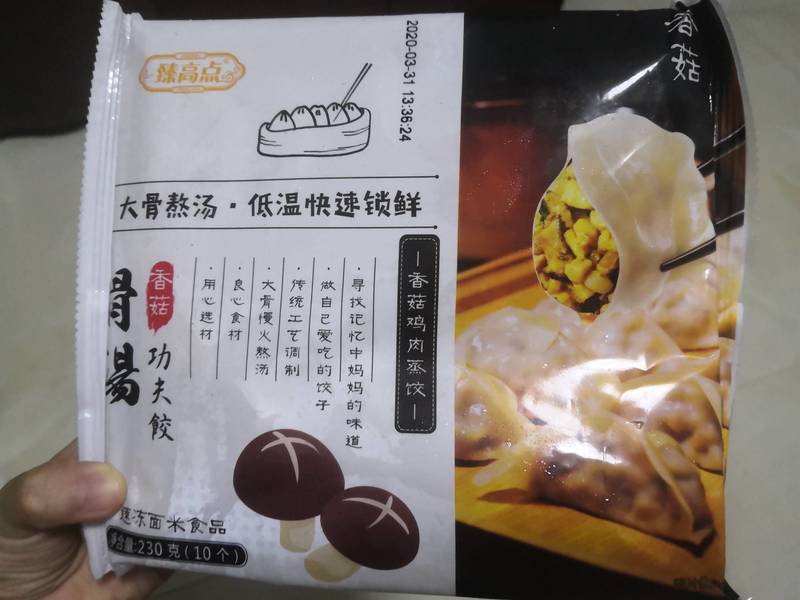 臻高点
2020-03-31 13:36:24
香菇
大骨熬汤·低温快速锁鲜
—香菇鸡肉蒸饺—
·寻找记忆中妈妈的味道
·做自己爱吃的饺子
·传统工艺调制
·大骨慢火熬汤
·良心食材
·用心选材
香菇
功夫餃
骨湯
速冻面米食品
净含量:230克(10个)